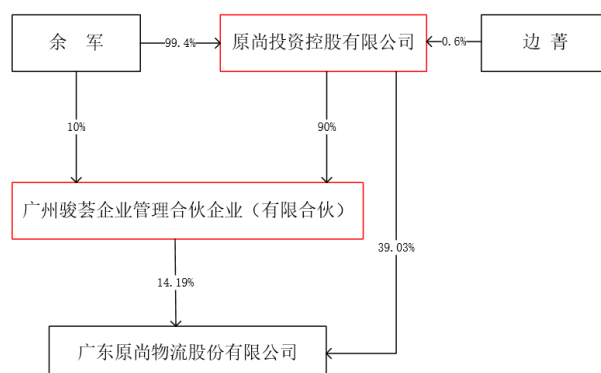 余 军
99.4%
原尚投资控股有限公司
0.6%
边 菁
10%
90%
广州骏荟企业管理合伙企业（有限合伙）
39.03%
14.19%
广东原尚物流股份有限公司